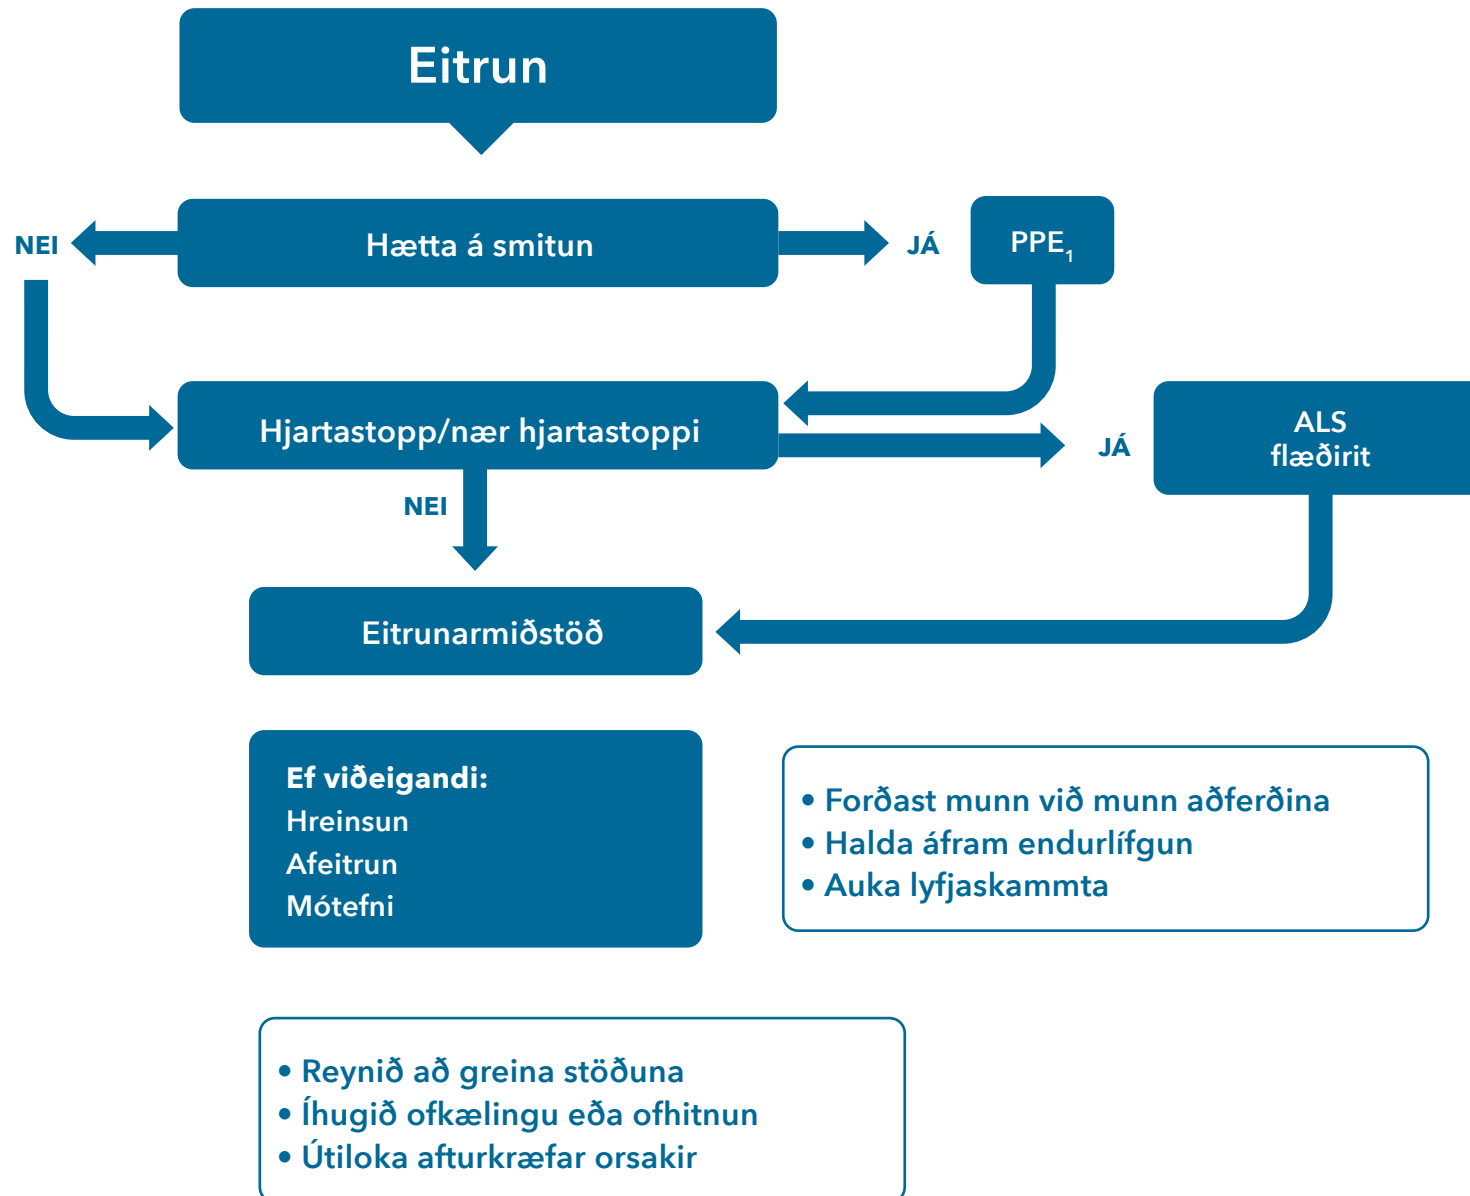 Eitrun
NEI
Hætta á smitun
JÁ
PPE1
Hjartastopp/nær hjartastoppi
JÁ
ALS
flæðirit
NEI
Eitrunarmiðstöð
Ef viðeigandi:
Hreinsun
Afeitrun
Mótefni
• Forðast munn við munn aðferðina
• Halda áfram endurlífgun
• Auka lyfjaskammta
• Reynið að greina stöðuna
• Íhugið ofkælingu eða ofhitnun
• Útiloka afturkræfar orsakir